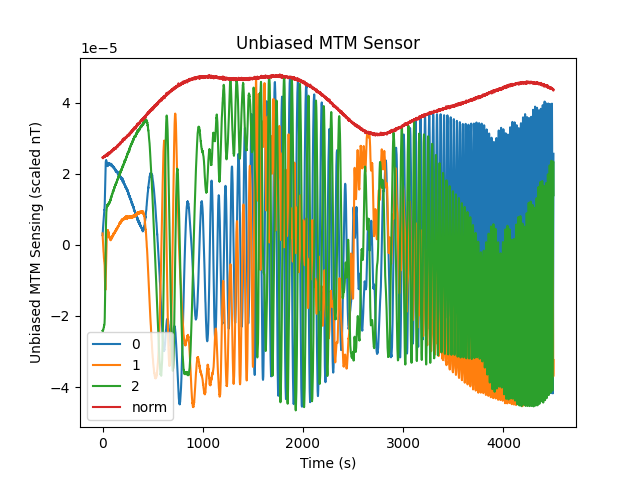 Unbiased MTM Sensor
1e−5
4
2
0
−2
−4
Unbiased MTM Sensing (scaled nT)
0
1
2
norm
0 1000 2000 3000 4000
Time (s)